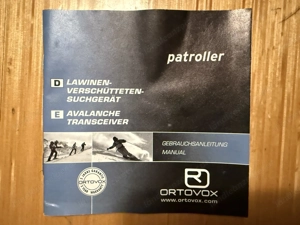 patroller
D LAWINEN-
VERSCHÜTTETEN-
SUCHGERÄT
E AVALANCHE
TRANSCEIVER
GEBRAUCHSANLEITUNG
MANUAL
ORTOVOX
www.ortovox.com